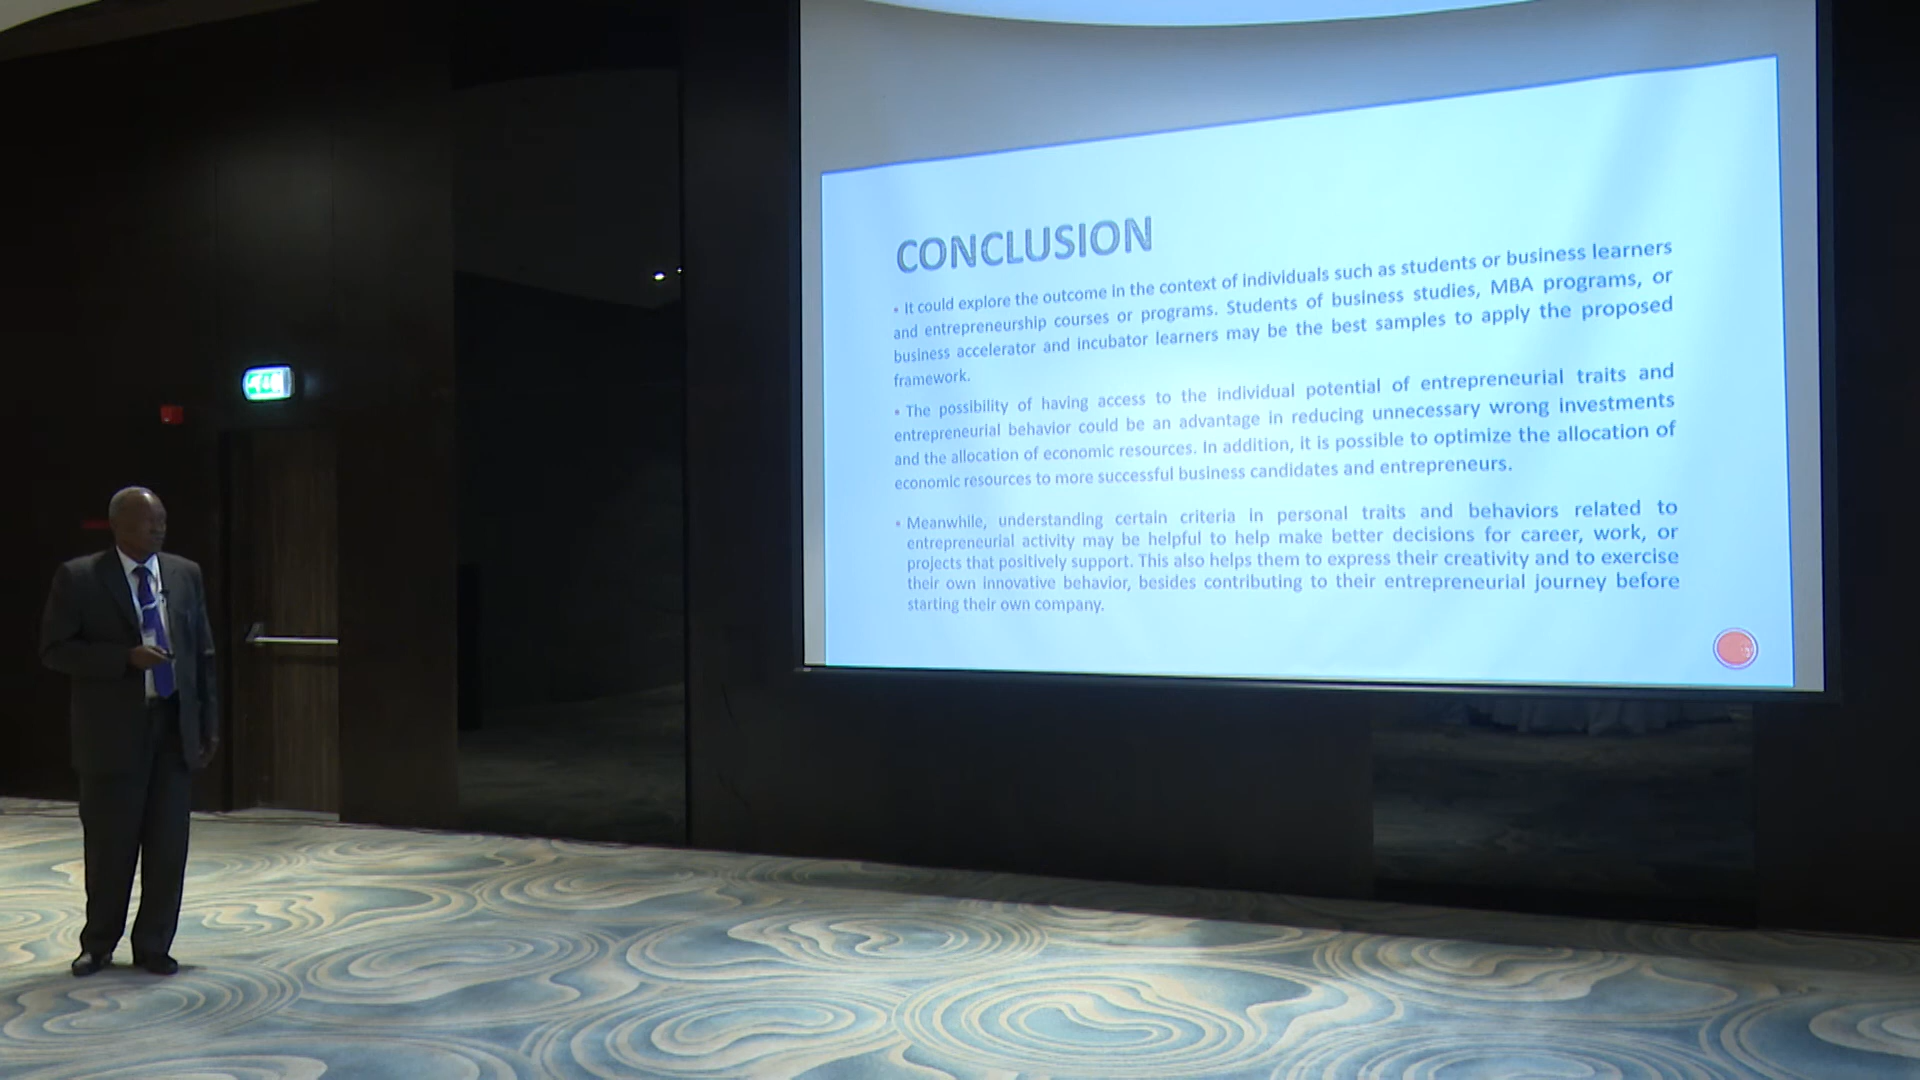 CONCLUSION
• It could explore the outcome in the context of individuals such as students or business learners
and entrepreneurship courses or programs. Students of business studies, MBA programs, or
business accelerator and incubator learners may be the best samples to apply the proposed
framework.
• The possibility of having access to the individual potential of entrepreneurial traits and
entrepreneurial behavior could be an advantage in reducing unnecessary wrong investments
and the allocation of economic resources. In addition, it is possible to optimize the allocation of
economic resources to more successful business candidates and entrepreneurs.
• Meanwhile, understanding certain criteria in personal traits and behaviors related to
entrepreneurial activity may be helpful to help make better decisions for career, work, or
projects that positively support. This also helps them to express their creativity and to exercise
their own innovative behavior, besides contributing to their entrepreneurial journey before
starting their own company.